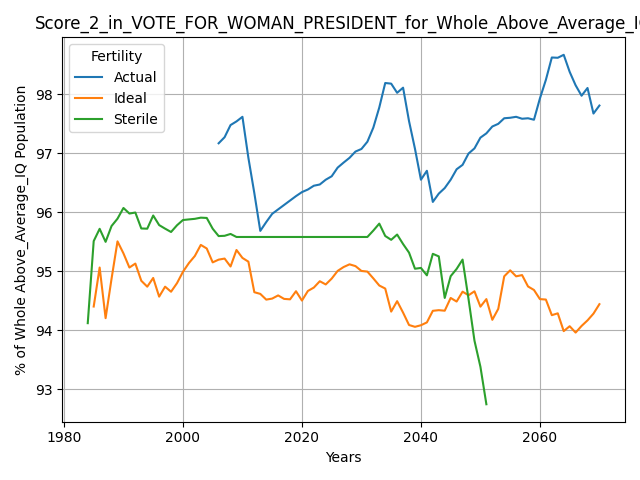 Score_2_in_VOTE_FOR_WOMAN_PRESIDENT_for_Whole_Above_Average_I
Fertility
Actual
Ideal
Sterile
98
97
96
95
94
93
% of Whole Above_Average_IQ Population
1980
2000
2020
2040
2060
Years